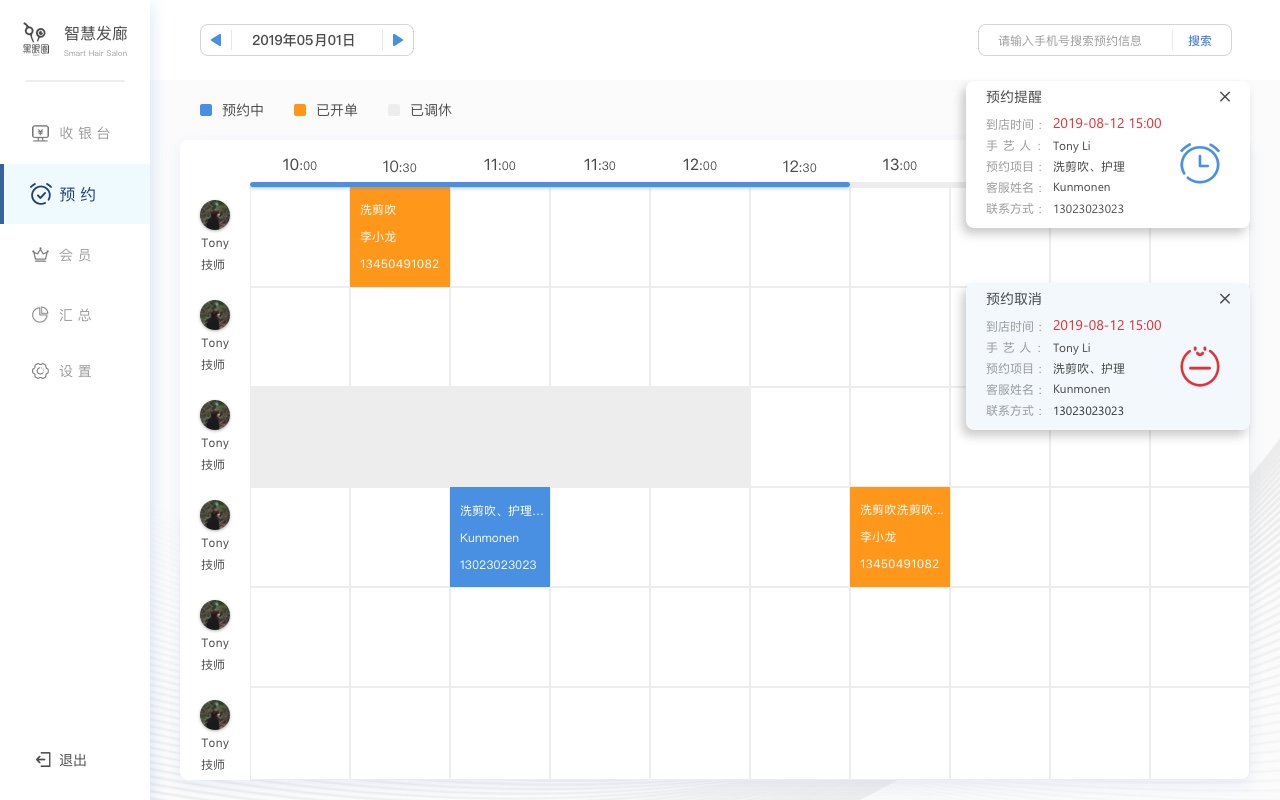 智慧发廊
Smart Hair Salon
黑眼圈
收银台
预约
会员
汇总
设置
退出
2019年05月01日
请输入手机号搜索预约信息
搜索
预约中
已开单
已调休
10:00
10:30
11:00
11:30
12:00
12:30
13:00
Tony
技师
洗剪吹
李小龙
13450491082
Tony
技师
Tony
技师
Tony
技师
洗剪吹、护理...
Kunmonen
13023023023
洗剪吹洗剪吹...
李小龙
13450491082
Tony
技师
Tony
技师
预约提醒
到店时间： 2019-08-12 15:00
手艺人： Tony Li
预约项目： 洗剪吹、护理
客服姓名： Kunmonen
联系方式： 13023023023
预约取消
到店时间： 2019-08-12 15:00
手艺人： Tony Li
预约项目： 洗剪吹、护理
客服姓名： Kunmonen
联系方式： 13023023023